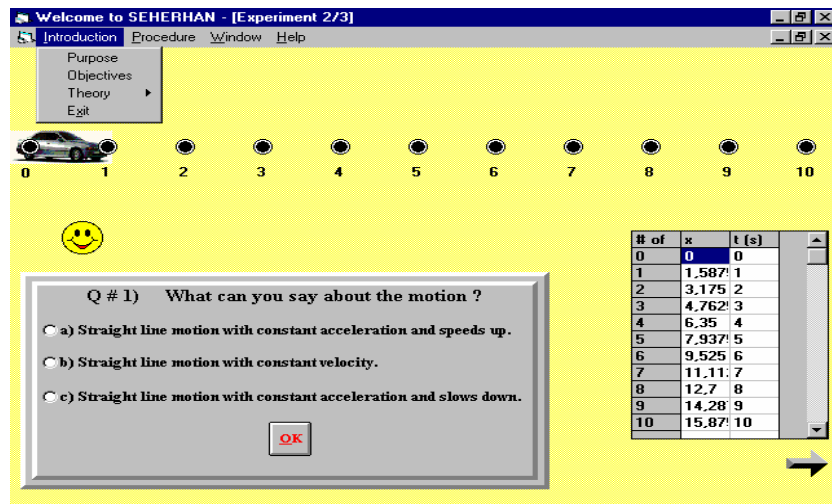 Welcome to SEHERHAN - [Experiment 2/3]
Introduction Procedure Window Help
Purpose
Objectives
Theory
Exit
0 1 2 3 4 5 6 7 8 9 10
Q # 1) What can you say about the motion ?
a) Straight line motion with constant acceleration and speeds up.
b) Straight line motion with constant velocity.
c) Straight line motion with constant acceleration and slows down.
OK
# of x t (s)
0 0 0
1 1,587 1
2 3,175 2
3 4,762 3
4 6,35 4
5 7,937 5
6 9,525 6
7 11,11 7
8 12,7 8
9 14,28 9
10 15,87 10